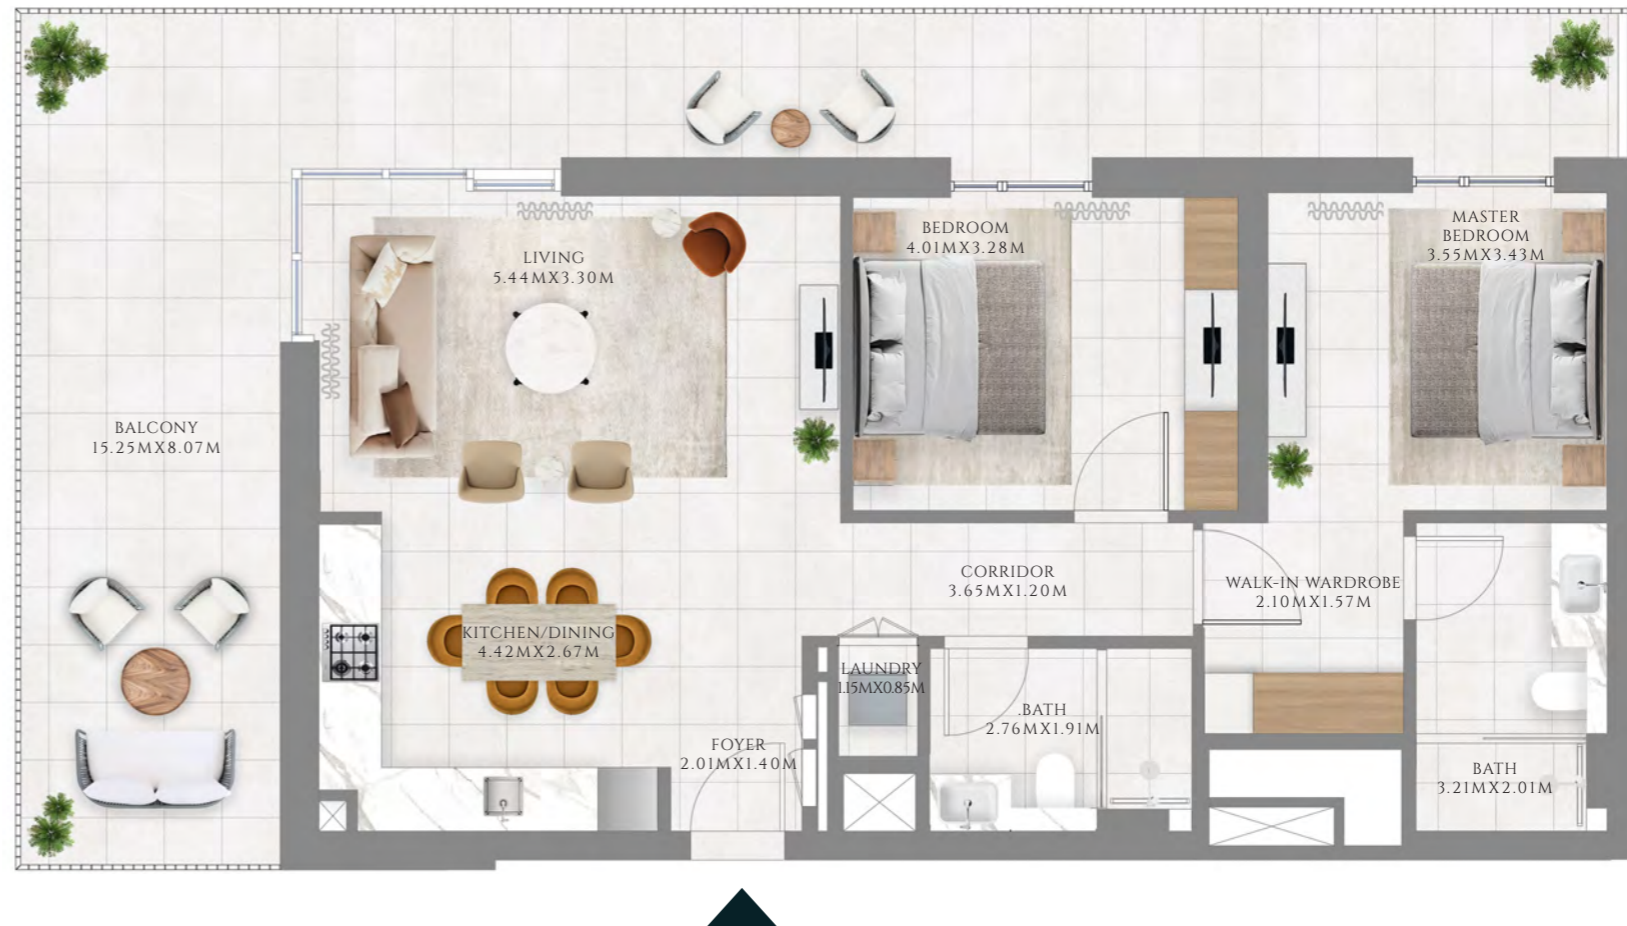 BEDROOM
4.01MX3.28M
MASTER
BEDROOM
3.55MX3.43M
LIVING
5.44MX3.30M
BALCONY
15.25MX8.07M
CORRIDOR
3.65MX1.20M
WALK-IN WARDROBE
2.10MX1.57M
KITCHEN/DINING
4.42MX2.67M
LAUNDRY
1.15MX0.85M
.BATH
2.76MX1.91M
FOYER
2.01MX1.40M
BATH
3.21MX2.01M